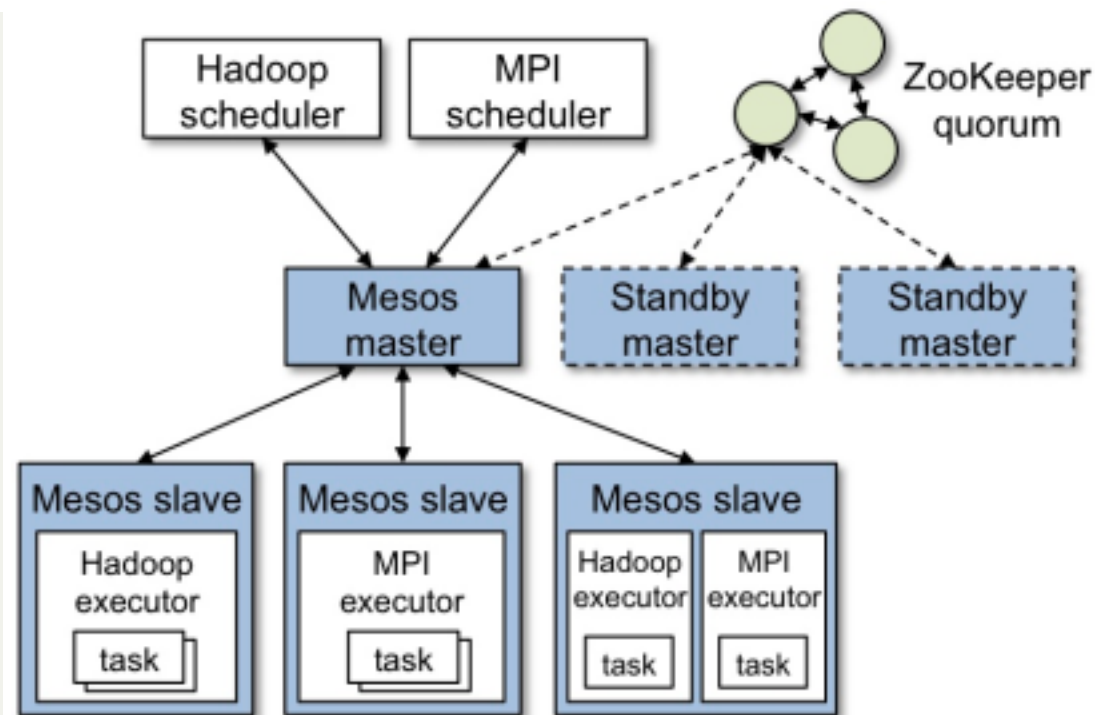 Hadoop
scheduler
MPI
scheduler
ZooKeeper
quorum
Mesos
master
Standby
master
Standby
master
Mesos slave
Hadoop
executor
task
Mesos slave
MPI
executor
task
Mesos slave
Hadoop
executor
task
MPI
executor
task